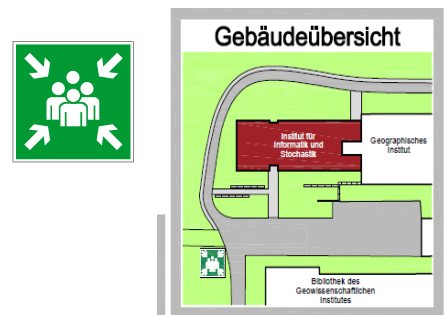 Gebäudeübersicht
Institut für
Informatik und
Stochastik
Geographisches
Institut
Bibliothek des
Geowissenschaftlichen
Institutes